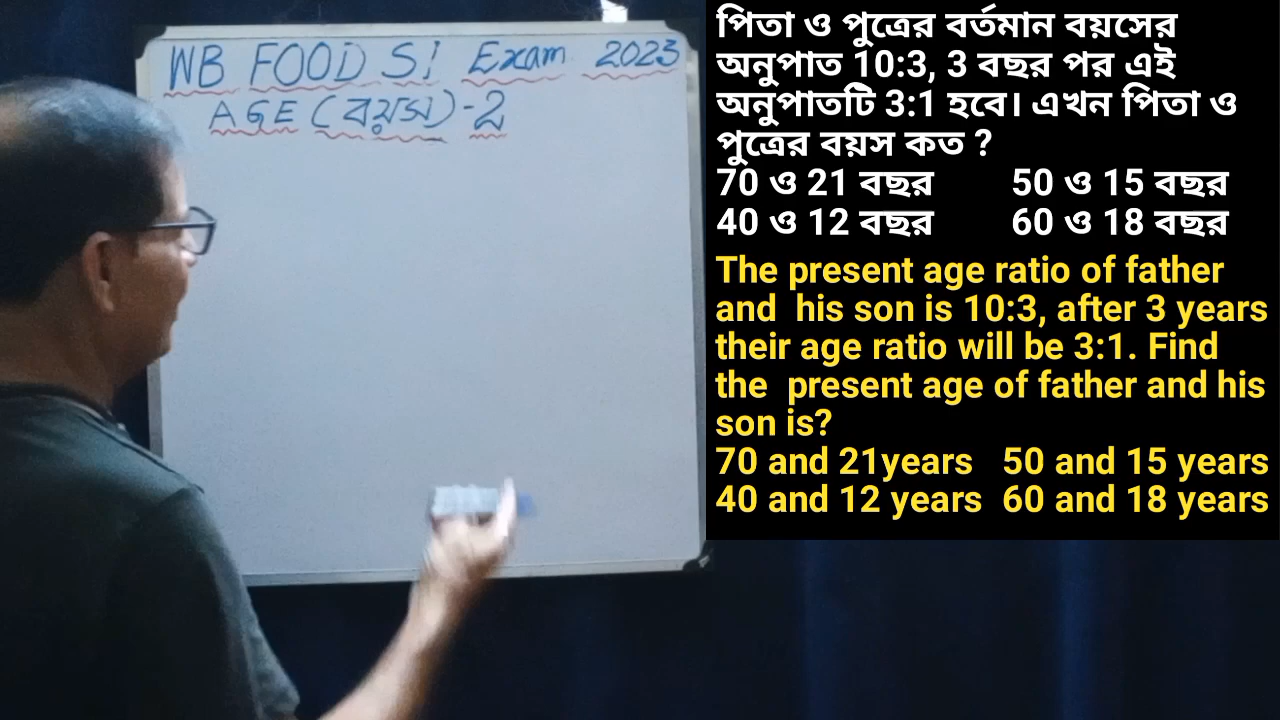 WB FOOD SI Exam 2023
AGE (বয়স)-2
পিতা ও পুত্রের বর্তমান বয়সের
অনুপাত 10:3, 3 বছর পর এই
অনুপাতটি 3:1 হবে। এখন পিতা ও
পুত্রের বয়স কত ?
70 ও 21 বছর 50 ও 15 বছর
40 ও 12 বছর 60 ও 18 বছর
The present age ratio of father
and his son is 10:3, after 3 years
their age ratio will be 3:1. Find
the present age of father and his
son is?
70 and 21years 50 and 15 years
40 and 12 years 60 and 18 years